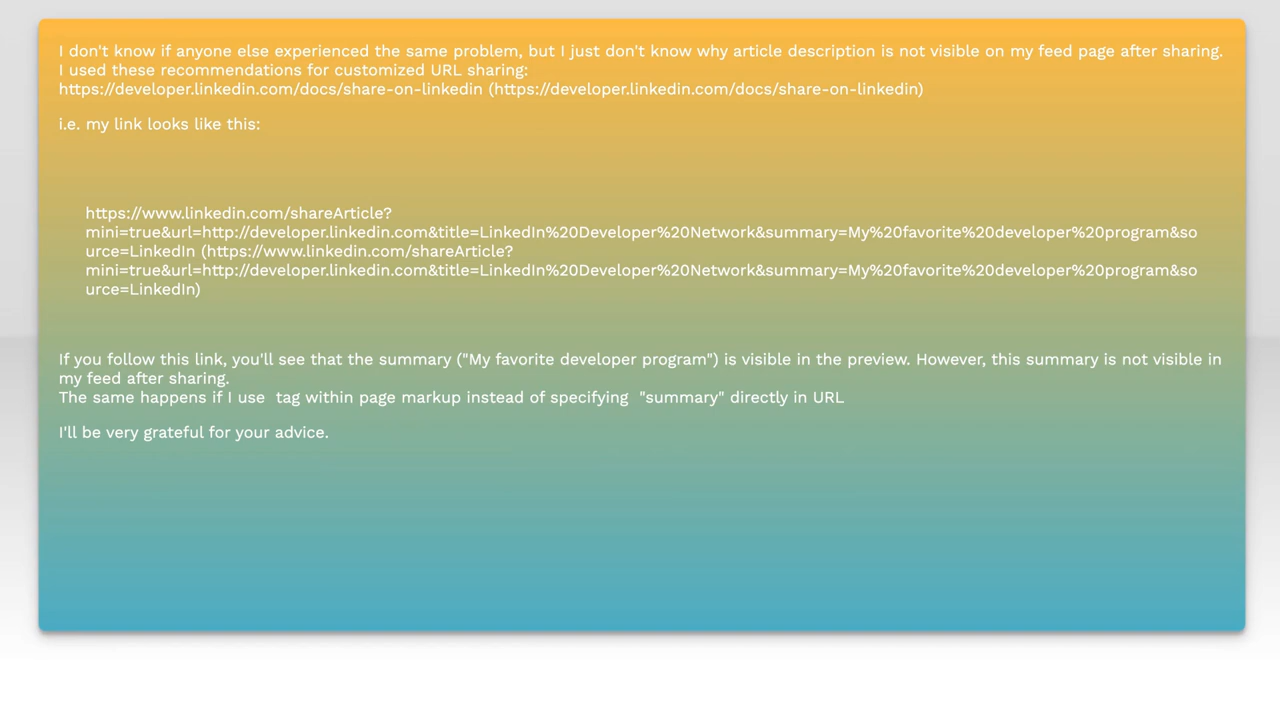 I don't know if anyone else experienced the same problem, but I just don't know why article description is not visible on my feed page after sharing.
I used these recommendations for customized URL sharing:
https://developer.linkedin.com/docs/share-on-linkedin (https://developer.linkedin.com/docs/share-on-linkedin)
i.e. my link looks like this:
https://www.linkedin.com/shareArticle?
mini=true&url=http://developer.linkedin.com&title=LinkedIn%20Developer%20Network&summary=My%20favorite%20developer%20program&so
urce=LinkedIn (https://www.linkedin.com/shareArticle?
mini=true&url=http://developer.linkedin.com&title=LinkedIn%20Developer%20Network&summary=My%20favorite%20developer%20program&so
urce=LinkedIn)
If you follow this link, you'll see that the summary ("My favorite developer program") is visible in the preview. However, this summary is not visible in
my feed after sharing.
The same happens if I use  tag within page markup instead of specifying  "summary" directly in URL
I'll be very grateful for your advice.